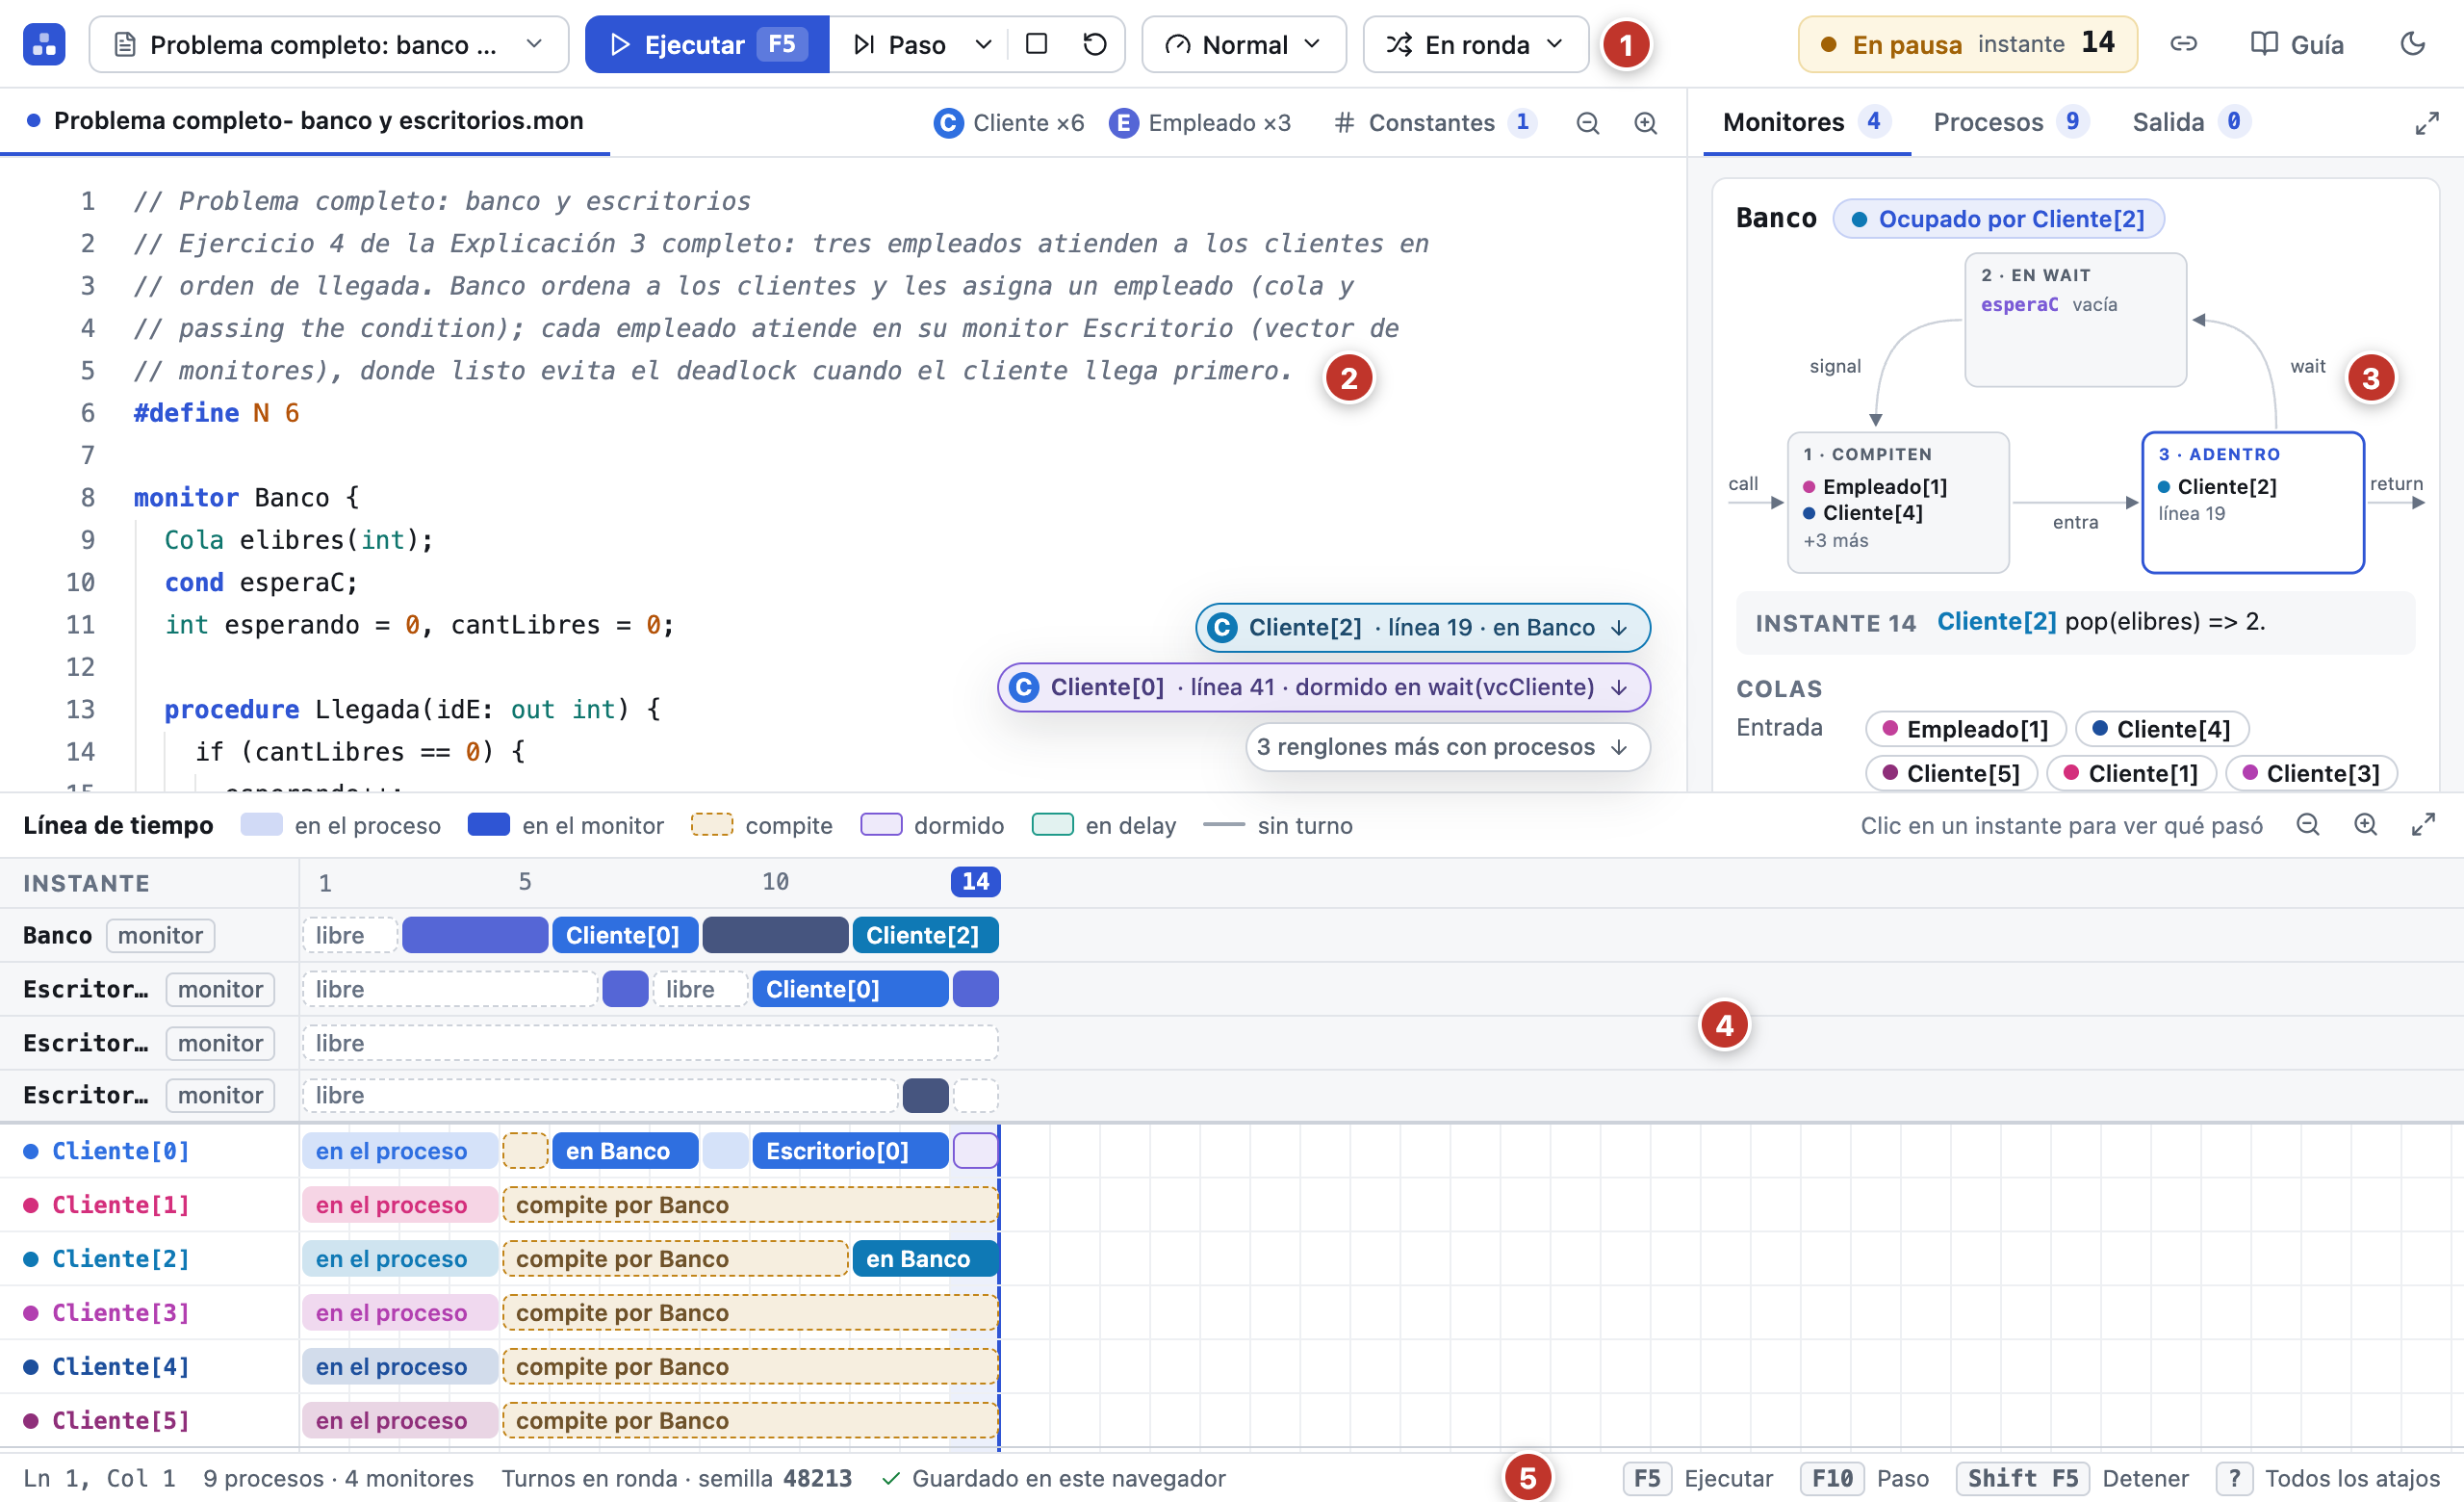 Problema completo: banco ...
Ejecutar F5
Paso
Normal
En ronda
1
En pausa instante 14
Guía
Problema completo- banco y escritorios.mon
C Cliente ×6
E Empleado ×3
# Constantes 1
Monitores 4
Procesos 9
Salida 0
1 // Problema completo: banco y escritorios
2 // Ejercicio 4 de la Explicación 3 completo: tres empleados atienden a los clientes en
3 // orden de llegada. Banco ordena a los clientes y les asigna un empleado (cola y
4 // passing the condition); cada empleado atiende en su monitor Escritorio (vector de
5 // monitores), donde listo evita el deadlock cuando el cliente llega primero.
2
6 #define N 6
7
8 monitor Banco {
9 Cola elibres(int);
10 cond esperaC;
11 int esperando = 0, cantLibres = 0;
12
13 procedure Llegada(idE: out int) {
14 if (cantLibres == 0) {
15 esperando++;
C Cliente[2] · línea 19 · en Banco ↓
C Cliente[0] · línea 41 · dormido en wait(vcCliente) ↓
3 renglones más con procesos ↓
Banco
Ocupado por Cliente[2]
2 · EN WAIT
esperaC vacía
signal
wait
3
1 · COMPITEN
Empleado[1]
Cliente[4]
+3 más
call
entra
3 · ADENTRO
Cliente[2]
línea 19
return
INSTANTE 14 Cliente[2] pop(elibres) => 2.
COLAS
Entrada Empleado[1] Cliente[4]
Cliente[5] Cliente[1] Cliente[3]
Línea de tiempo
en el proceso
en el monitor
compite
dormido
en delay
sin turno
Clic en un instante para ver qué pasó
INSTANTE 1 5 10 14
Banco monitor libre Cliente[0] Cliente[2]
Escritor… monitor libre libre Cliente[0]
Escritor… monitor libre
4
Escritor… monitor libre
Cliente[0] en el proceso en Banco Escritorio[0]
Cliente[1] en el proceso compite por Banco
Cliente[2] en el proceso compite por Banco en Banco
Cliente[3] en el proceso compite por Banco
Cliente[4] en el proceso compite por Banco
Cliente[5] en el proceso compite por Banco
Ln 1, Col 1
9 procesos · 4 monitores
Turnos en ronda · semilla 48213
Guardado en este navegador
5
F5 Ejecutar
F10 Paso
Shift F5 Detener
? Todos los atajos